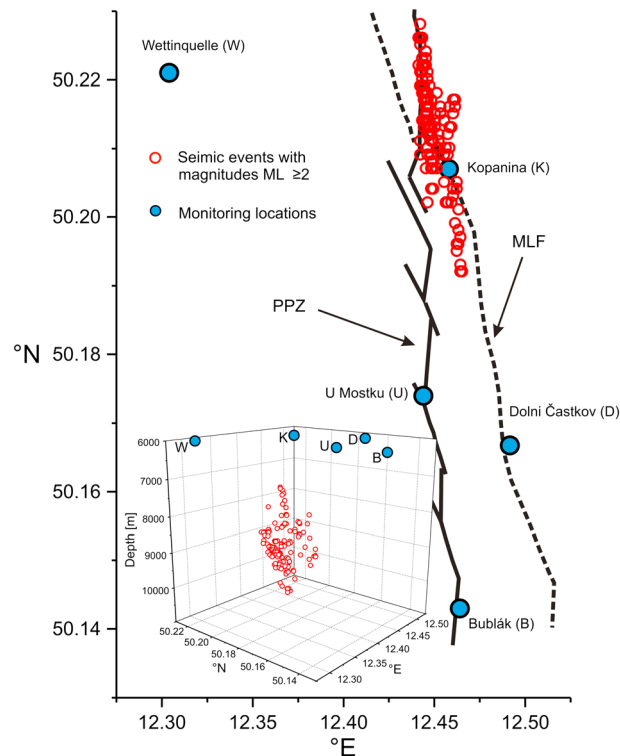 Wettinquelle (W)
50.22
Seimic events with
magnitudes ML ≥2
Kopanina (K)
Monitoring locations
50.20
MLF
PPZ
°N
50.18
U Mostku (U)
Dolni Častkov (D)
6000
W
K
U
D
B
7000
50.16
8000
Depth [m]
9000
10000
50.14
12.50
12.45
12.40
12.35
12.30
°E
50.22
50.20
50.18
50.16
50.14
°N
Bublák (B)
12.30
12.35
12.40
12.45
12.50
°E